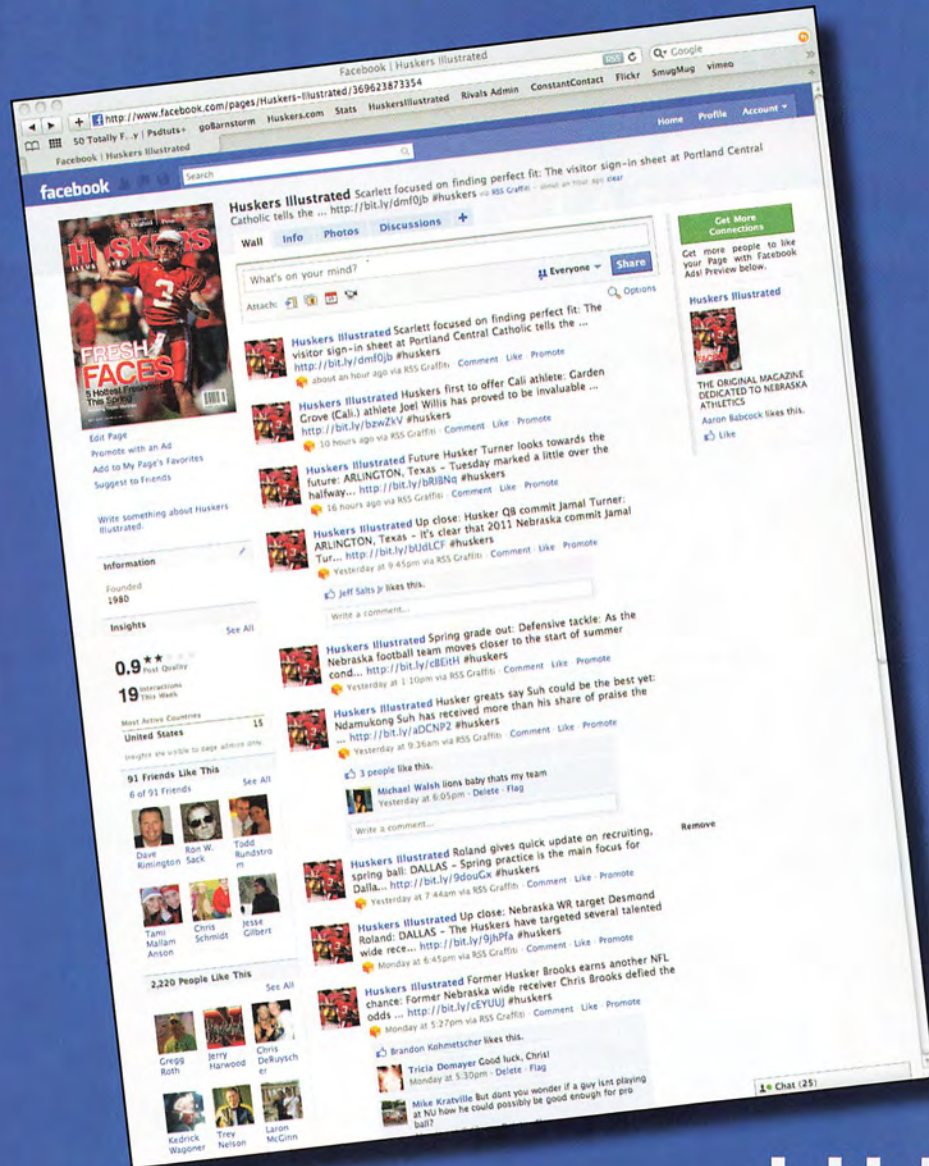 Facebook | Huskers Illustrated
http://www.facebook.com/pages/Huskers-Illustrated/369623873354
RSS
Google
50 Totally F...y | Psdtuts+ goBarnstorm Huskers.com Stats HuskersIllustrated Rivals Admin ConstantContact Flickr SmugMug vimeo
Facebook | Huskers Illustrated
facebook
Search
Home Profile Account
HUSKERS
ILLUSTRATED
3
FRESH
FACES
5 Hottest Freshmen
This Spring
Edit Page
Promote with an Ad
Add to My Page's Favorites
Suggest to Friends
Write something about Huskers
Illustrated.
Information
Founded
1980
Insights
See All
0.9 Post Quality
19 Interactions
This Week
Most Active Countries
United States 15
Insights are visible to page admins only.
91 Friends Like This
6 of 91 Friends See All
Dave
Rimington
Ron W.
Sack
Todd
Rundstro
m
Tami
Mallam
Anson
Chris
Schmidt
Jesse
Gilbert
2,220 People Like This
See All
Gregg
Roth
Jerry
Harwood
Chris
DeRuysch
er
Kedrick
Wagoner
Trey
Nelson
Laron
McGinn
Huskers Illustrated Scarlett focused on finding perfect fit: The visitor sign-in sheet at Portland Central
Catholic tells the ... http://bit.ly/dmf0jb #huskers via RSS Graffiti · about an hour ago clear
Wall Info Photos Discussions +
What's on your mind?
Attach:
Everyone
Share
Options
Huskers Illustrated Scarlett focused on finding perfect fit: The
visitor sign-in sheet at Portland Central Catholic tells the ...
http://bit.ly/dmf0jb #huskers
about an hour ago via RSS Graffiti · Comment · Like · Promote
Huskers Illustrated Huskers first to offer Cali athlete: Garden
Grove (Cali.) athlete Joel Willis has proved to be invaluable ...
http://bit.ly/bzwZkV #huskers
10 hours ago via RSS Graffiti · Comment · Like · Promote
Huskers Illustrated Future Husker Turner looks towards the
future: ARLINGTON, Texas – Tuesday marked a little over the
halfway... http://bit.ly/bRlBNq #huskers
16 hours ago via RSS Graffiti · Comment · Like · Promote
Huskers Illustrated Up close: Husker QB commit Jamal Turner:
ARLINGTON, Texas – It's clear that 2011 Nebraska commit Jamal
Tur... http://bit.ly/bUdLCF #huskers
Yesterday at 9:45pm via RSS Graffiti · Comment · Like · Promote
Jeff Salts Jr likes this.
Write a comment...
Huskers Illustrated Spring grade out: Defensive tackle: As the
Nebraska football team moves closer to the start of summer
cond... http://bit.ly/cBEitH #huskers
Yesterday at 1:10pm via RSS Graffiti · Comment · Like · Promote
Huskers Illustrated Husker greats say Suh could be the best yet:
Ndamukong Suh has received more than his share of praise the
... http://bit.ly/aDCNP2 #huskers
Yesterday at 9:36am via RSS Graffiti · Comment · Like · Promote
3 people like this.
Michael Walsh lions baby thats my team
Yesterday at 6:05pm · Delete · Flag
Write a comment...
Huskers Illustrated Roland gives quick update on recruiting,
spring ball: DALLAS – Spring practice is the main focus for
Dalla... http://bit.ly/9douGx #huskers
Yesterday at 7:44am via RSS Graffiti · Comment · Like · Promote
Huskers Illustrated Up close: Nebraska WR target Desmond
Roland: DALLAS – The Huskers have targeted several talented
wide rece... http://bit.ly/9jhPfa #huskers
Monday at 6:45pm via RSS Graffiti · Comment · Like · Promote
Huskers Illustrated Former Husker Brooks earns another NFL
chance: Former Nebraska wide receiver Chris Brooks defied the
odds ... http://bit.ly/cEYUUJ #huskers
Monday at 5:27pm via RSS Graffiti · Comment · Like · Promote
Brandon Kohmetscher likes this.
Tricia Domayer Good luck, Chris!
Monday at 5:30pm · Delete · Flag
Mike Kratville But dont you wonder if a guy isnt playing
at NU how he could possibly be good enough for pro
ball?
Get More
Connections
Get more people to like
your Page with Facebook
Ads! Preview below.
Huskers Illustrated
FACES
THE ORIGINAL MAGAZINE
DEDICATED TO NEBRASKA
ATHLETICS
Aaron Babcock likes this.
Like
Remove
Chat (25)